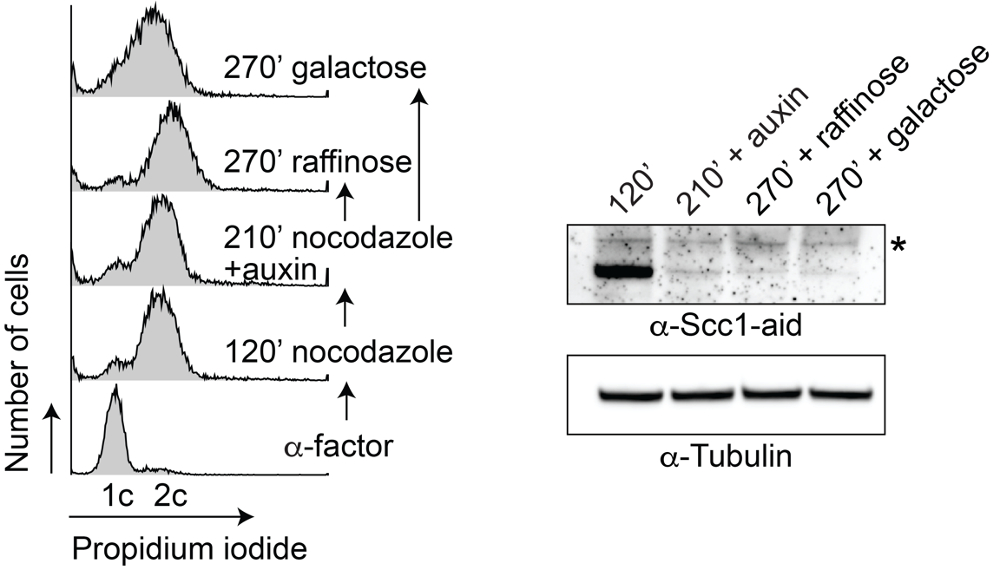 270’ galactose
270’ raffinose
210’ nocodazole
+auxin
120’ nocodazole
α-factor
Number of cells
1c 2c
Propidium iodide
120’
210’ + auxin
270’ + raffinose
270’ + galactose
*
α-Scc1-aid
α-Tubulin